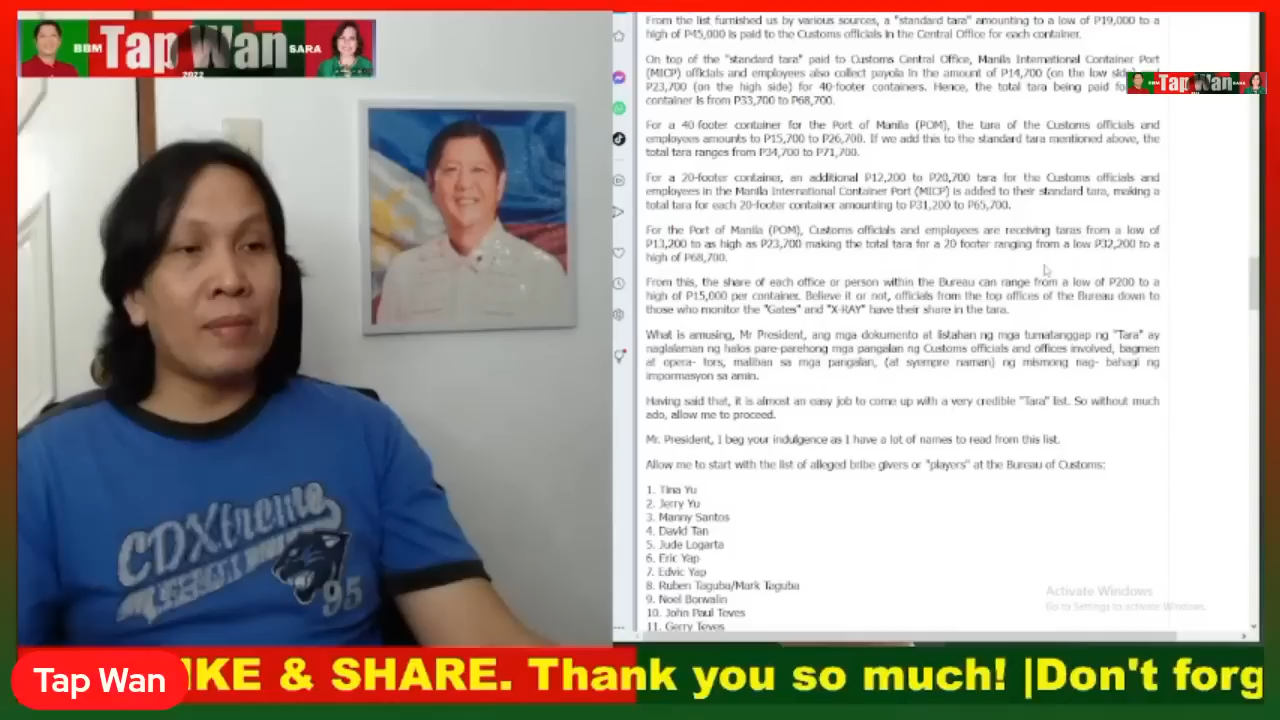 BBM Tap Wan SARA
2022
From the list furnished us by various sources, a "standard tara" amounting to a low of P19,000 to a
high of P45,000 is paid to the Customs officials in the Central Office for each container.
On top of the "standard tara" paid to Customs Central Office, Manila International Container Port
(MICP) officials and employees also collect payola in the amount of P14,700 (on the low side)
P23,700 (on the high side) for 40-footer containers. Hence, the total tara being paid
container is from P33,700 to P68,700.
BBM Tap Wan SARA
For a 40-footer container for the Port of Manila (POM), the tara of the Customs officials and
employees amounts to P15,700 to P26,700. If we add this to the standard tara mentioned above, the
total tara ranges from P34,700 to P71,700.
For a 20-footer container, an additional P12,200 to P20,700 tara for the Customs officials and
employees in the Manila International Container Port (MICP) is added to their standard tara, making a
total tara for each 20-footer container amounting to P31,200 to P65,700.
For the Port of Manila (POM), Customs officials and employees are receiving taras from a low of
P13,200 to as high as P23,700 making the total tara for a 20 footer ranging from a low P32,200 to a
high of P68,700.
From this, the share of each office or person within the Bureau can range from a low of P200 to a
high of P15,000 per container. Believe it or not, officials from the top offices of the Bureau down to
those who monitor the "Gates" and "X-RAY" have their share in the tara.
What is amusing, Mr President, ang mga dokumento at listahan ng mga tumatanggap ng "Tara" ay
naglalaman ng halos pare-parehong mga pangalan ng Customs officials and offices involved, bagmen
at opera- tors, maliban sa mga pangalan, (at syempre naman) ng mismong nag- bahagi ng
impormasyon sa amin.
Having said that, it is almost an easy job to come up with a very credible "Tara" list. So without much
ado, allow me to proceed.
Mr. President, I beg your indulgence as I have a lot of names to read from this list.
Allow me to start with the list of alleged bribe givers or "players" at the Bureau of Customs:
1. Tina Yu
2. Jerry Yu
3. Manny Santos
4. David Tan
5. Jude Logarta
6. Eric Yap
7. Edvic Yap
8. Ruben Taguba/Mark Taguba
9. Noel Bonvalin
10. John Paul Teves
11. Gerry Teves
Activate Windows
Go to Settings to activate Windows.
CDXtreme
95
Tap Wan
IKE & SHARE. Thank you so much! |Don't forg